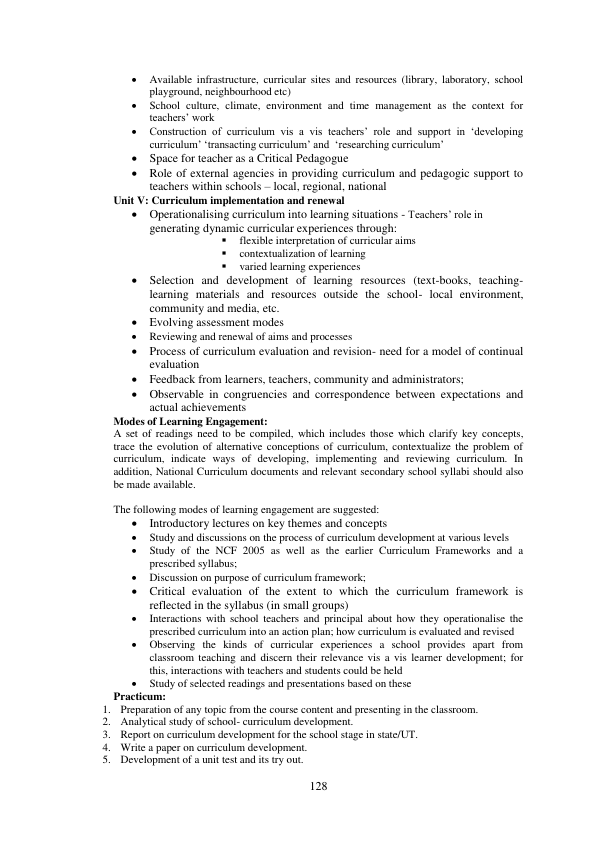 • Available infrastructure, curricular sites and resources (library, laboratory, school
playground, neighbourhood etc)
• School culture, climate, environment and time management as the context for
teachers' work
• Construction of curriculum vis a vis teachers' role and support in 'developing
curriculum' 'transacting curriculum' and 'researching curriculum'
• Space for teacher as a Critical Pedagogue
• Role of external agencies in providing curriculum and pedagogic support to
teachers within schools – local, regional, national
Unit V: Curriculum implementation and renewal
• Operationalising curriculum into learning situations - Teachers' role in
generating dynamic curricular experiences through:
▪ flexible interpretation of curricular aims
▪ contextualization of learning
▪ varied learning experiences
• Selection and development of learning resources (text-books, teaching-
learning materials and resources outside the school- local environment,
community and media, etc.
• Evolving assessment modes
• Reviewing and renewal of aims and processes
• Process of curriculum evaluation and revision- need for a model of continual
evaluation
• Feedback from learners, teachers, community and administrators;
• Observable in congruencies and correspondence between expectations and
actual achievements
Modes of Learning Engagement:
A set of readings need to be compiled, which includes those which clarify key concepts,
trace the evolution of alternative conceptions of curriculum, contextualize the problem of
curriculum, indicate ways of developing, implementing and reviewing curriculum. In
addition, National Curriculum documents and relevant secondary school syllabi should also
be made available.
The following modes of learning engagement are suggested:
• Introductory lectures on key themes and concepts
• Study and discussions on the process of curriculum development at various levels
• Study of the NCF 2005 as well as the earlier Curriculum Frameworks and a
prescribed syllabus;
• Discussion on purpose of curriculum framework;
• Critical evaluation of the extent to which the curriculum framework is
reflected in the syllabus (in small groups)
• Interactions with school teachers and principal about how they operationalise the
prescribed curriculum into an action plan; how curriculum is evaluated and revised
• Observing the kinds of curricular experiences a school provides apart from
classroom teaching and discern their relevance vis a vis learner development; for
this, interactions with teachers and students could be held
• Study of selected readings and presentations based on these
Practicum:
1. Preparation of any topic from the course content and presenting in the classroom.
2. Analytical study of school- curriculum development.
3. Report on curriculum development for the school stage in state/UT.
4. Write a paper on curriculum development.
5. Development of a unit test and its try out.
128